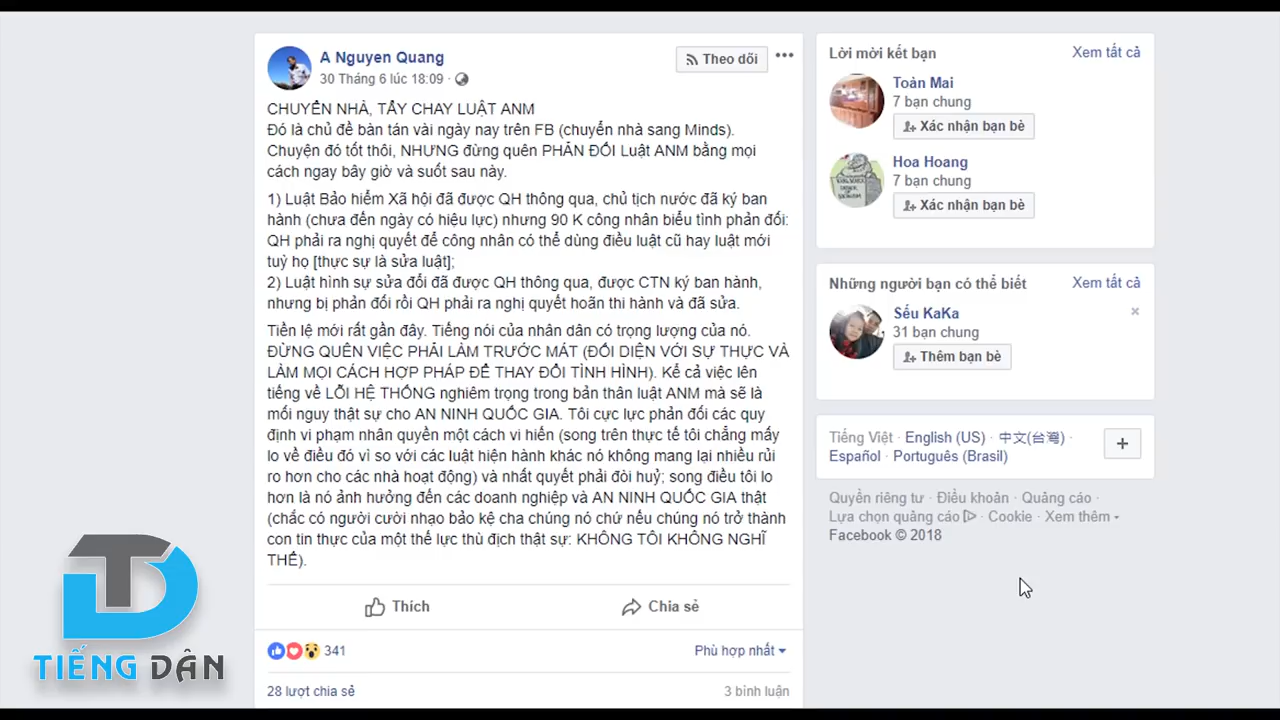 A Nguyen Quang
30 Tháng 6 lúc 18:09 ·
Theo dõi
CHUYỂN NHÀ, TẨY CHAY LUẬT ANM
Đó là chủ đề bàn tán vài ngày nay trên FB (chuyển nhà sang Minds).
Chuyện đó tốt thôi, NHƯNG đừng quên PHẢN ĐỐI Luật ANM bằng mọi
cách ngay bây giờ và suốt sau này.
1) Luật Bảo hiểm Xã hội đã được QH thông qua, chủ tịch nước đã ký ban
hành (chưa đến ngày có hiệu lực) nhưng 90 K công nhân biểu tình phản đối:
QH phải ra nghị quyết để công nhân có thể dùng điều luật cũ hay luật mới
tuỳ họ [thực sự là sửa luật];
2) Luật hình sự sửa đổi đã được QH thông qua, được CTN ký ban hành,
nhưng bị phản đối rồi QH phải ra nghị quyết hoãn thi hành và đã sửa.
Tiền lệ mới rất gần đây. Tiếng nói của nhân dân có trọng lượng của nó.
ĐỪNG QUÊN VIỆC PHẢI LÀM TRƯỚC MÁT (ĐỐI DIỆN VỚI SỰ THỰC VÀ
LÀM MỌI CÁCH HỢP PHÁP ĐỂ THAY ĐỔI TÌNH HÌNH). Kể cả việc lên
tiếng về LỖI HỆ THỐNG nghiêm trọng trong bản thân luật ANM mà sẽ là
mối nguy thật sự cho AN NINH QUỐC GIA. Tôi cực lực phản đối các quy
định vi phạm nhân quyền một cách vi hiến (song trên thực tế tôi chẳng mấy
lo về điều đó vì so với các luật hiện hành khác nó không mang lại nhiều rủi
ro hơn cho các nhà hoạt động) và nhất quyết phải đòi huỷ; song điều tôi lo
hơn là nó ảnh hưởng đến các doanh nghiệp và AN NINH QUỐC GIA thật
(chắc có người cười nhạo bảo kệ cha chúng nó chứ nếu chúng nó trở thành
con tin thực của một thế lực thù địch thật sự: KHÔNG TÔI KHÔNG NGHĨ
THẾ).
Thích
Chia sẻ
341
Phù hợp nhất
28 lượt chia sẻ
3 bình luận
Lời mời kết bạn
Xem tất cả
Toàn Mai
7 bạn chung
Xác nhận bạn bè
Hoa Hoang
7 bạn chung
Xác nhận bạn bè
Những người bạn có thể biết
Xem tất cả
Sếu KaKa
31 bạn chung
Thêm bạn bè
Tiếng Việt · English (US) · 中文(台灣) ·
Español · Português (Brasil)
Quyền riêng tư · Điều khoản · Quảng cáo ·
Lựa chọn quảng cáo · Cookie · Xem thêm
Facebook © 2018
TD
TIẾNG DÂN